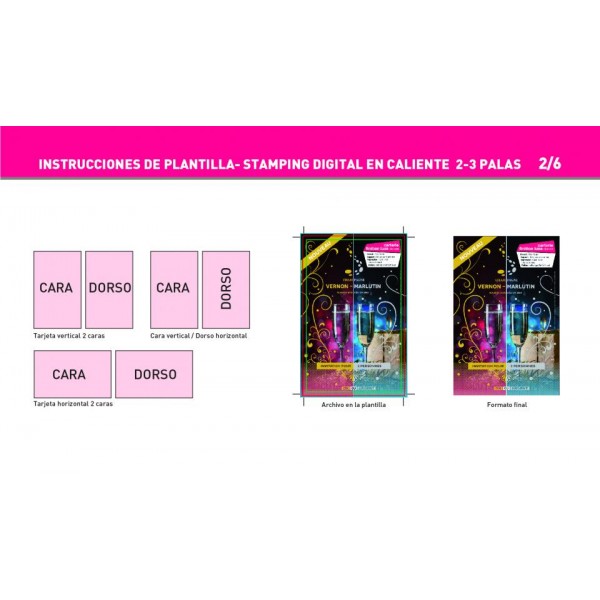 INSTRUCCIONES DE PLANTILLA- STAMPING DIGITAL EN CALIENTE 2-3 PALAS 2/6
CARA DORSO
CARA DORSO
Tarjeta vertical 2 caras
Cara vertical / Dorso horizontal
CARA DORSO
Tarjeta horizontal 2 caras
NOUVEAU
VERNON - MARLUTIN
Archivo en la plantilla
NOUVEAU
VERNON - MARLUTIN
Formato final